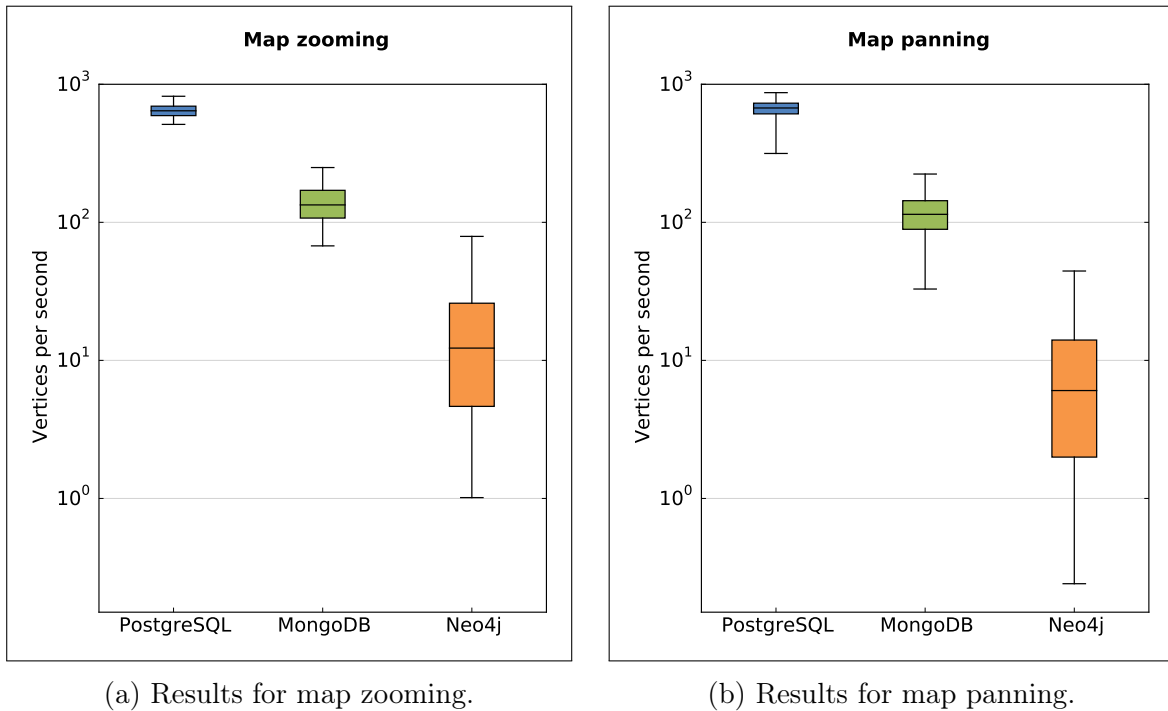 Map zooming
10^3
10^2
10^1
10^0
Vertices per second
PostgreSQL MongoDB Neo4j
(a) Results for map zooming.
Map panning
10^3
10^2
10^1
10^0
Vertices per second
PostgreSQL MongoDB Neo4j
(b) Results for map panning.